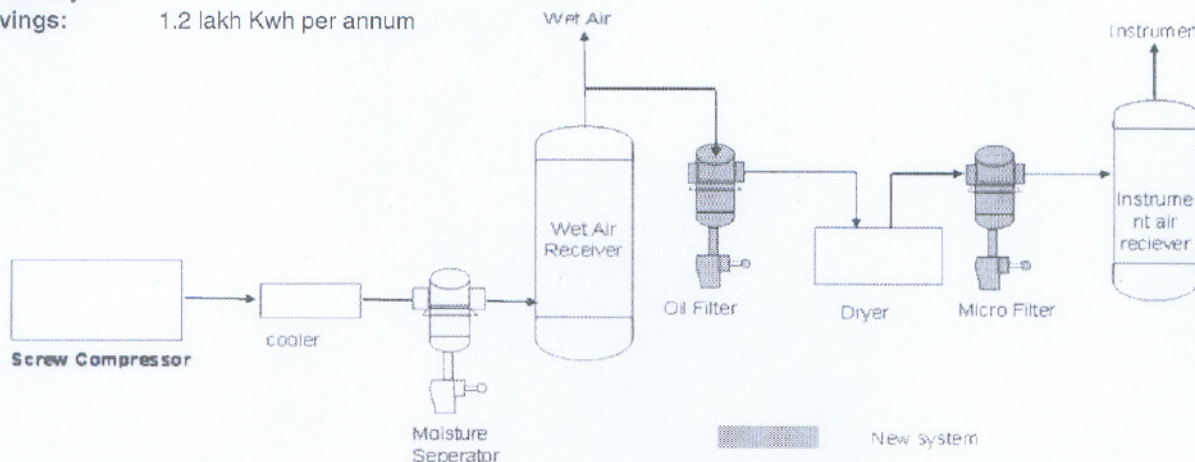 vings: 1.2 lakh Kwh per annum
Wet Air
Instrumen
Wet Air
Receiver
Instrume
nt air
reciever
Oil Filter
Dryer
Micro Filter
cooler
Screw Compressor
Moisture
Seperator
New system